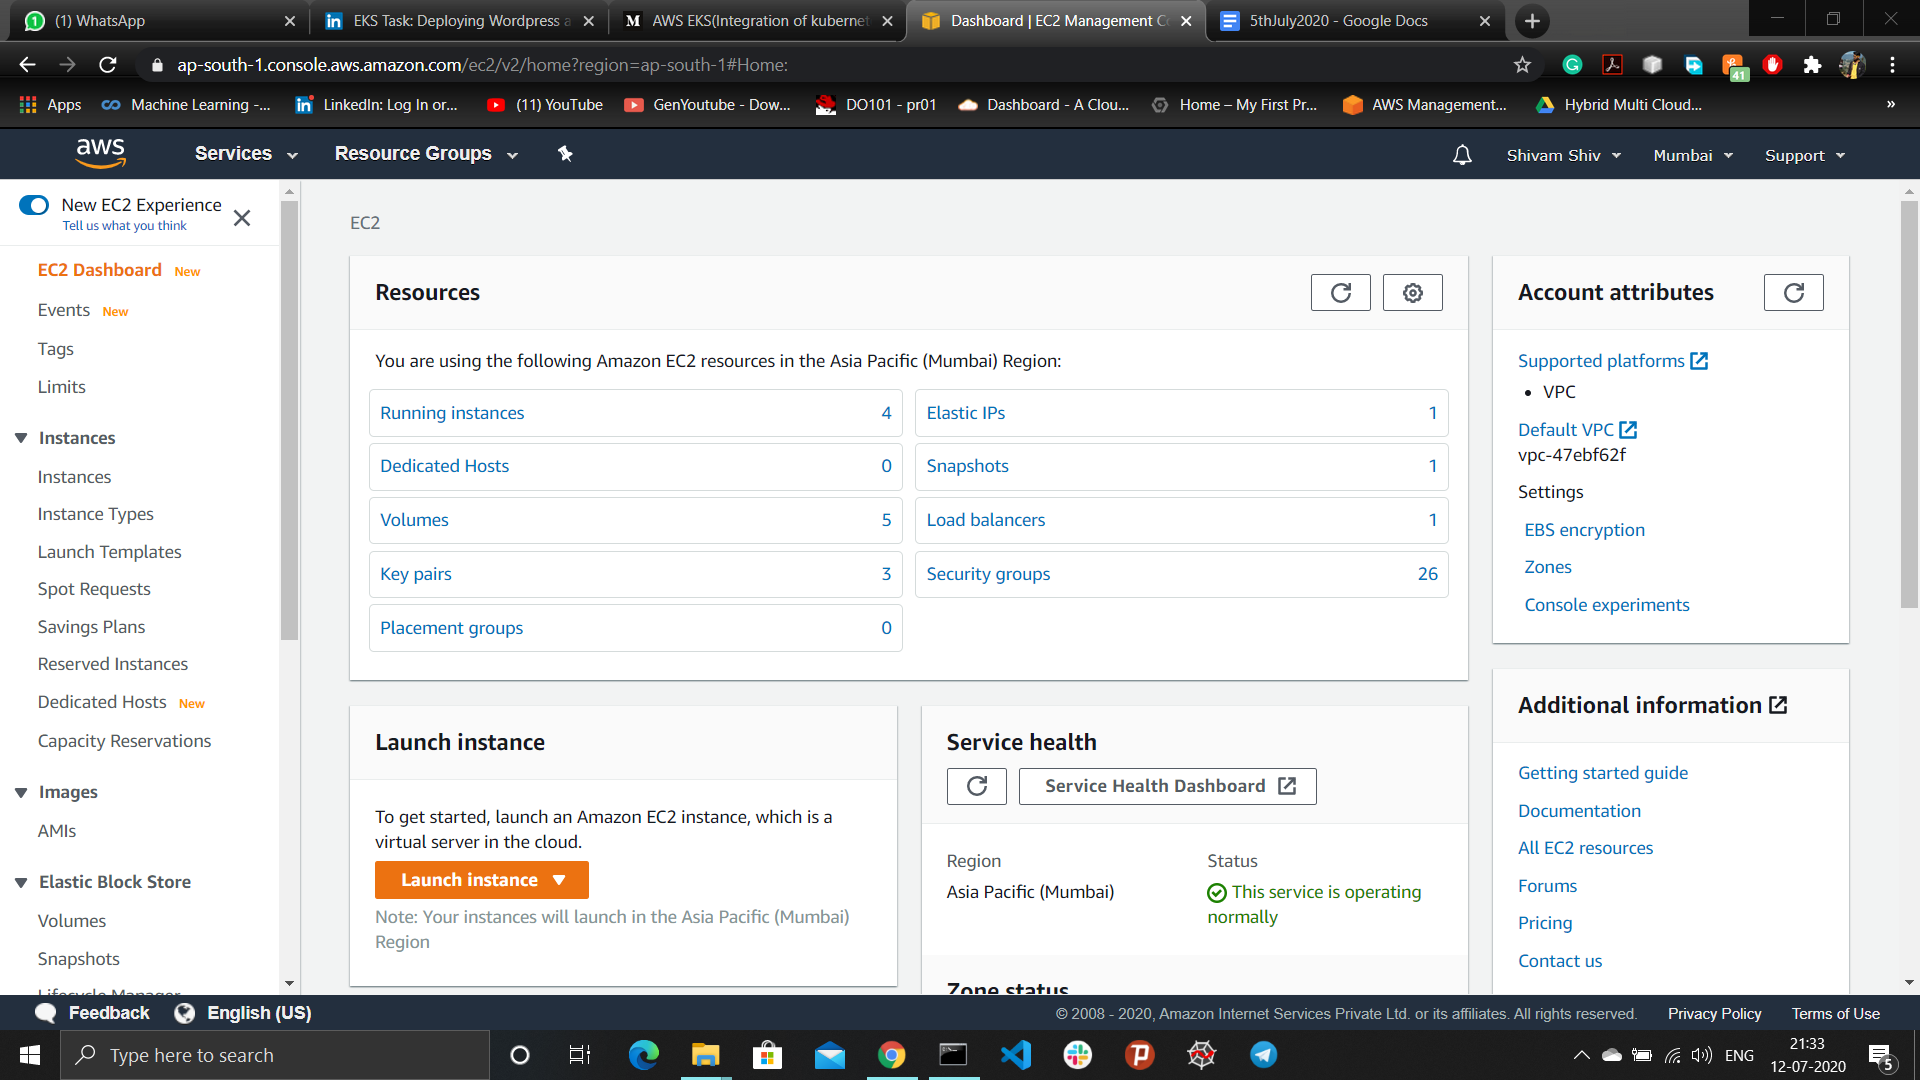 (1) WhatsApp
EKS Task: Deploying Wordpress a
AWS EKS(Integration of kubernet
Dashboard | EC2 Management Co
5thJuly2020 - Google Docs
ap-south-1.console.aws.amazon.com/ec2/v2/home?region=ap-south-1#Home:
41
Apps
Machine Learning -...
LinkedIn: Log In or...
(11) YouTube
GenYoutube - Dow...
DO101 - pr01
Dashboard - A Clou...
Home – My First Pr...
AWS Management...
Hybrid Multi Cloud...
»
aws
Services
Resource Groups
Shivam Shiv
Mumbai
Support
New EC2 Experience
Tell us what you think
EC2 Dashboard New
Events New
Tags
Limits
Instances
Instances
Instance Types
Launch Templates
Spot Requests
Savings Plans
Reserved Instances
Dedicated Hosts New
Capacity Reservations
Images
AMIs
Elastic Block Store
Volumes
Snapshots
Lifecycle Manager
EC2
Resources
You are using the following Amazon EC2 resources in the Asia Pacific (Mumbai) Region:
Running instances 4
Elastic IPs 1
Dedicated Hosts 0
Snapshots 1
Volumes 5
Load balancers 1
Key pairs 3
Security groups 26
Placement groups 0
Launch instance
To get started, launch an Amazon EC2 instance, which is a
virtual server in the cloud.
Launch instance
Note: Your instances will launch in the Asia Pacific (Mumbai)
Region
Service health
Service Health Dashboard
Region
Status
Asia Pacific (Mumbai)
This service is operating
normally
Zone status
Account attributes
Supported platforms
• VPC
Default VPC
vpc-47ebf62f
Settings
EBS encryption
Zones
Console experiments
Additional information
Getting started guide
Documentation
All EC2 resources
Forums
Pricing
Contact us
Feedback
English (US)
© 2008 - 2020, Amazon Internet Services Private Ltd. or its affiliates. All rights reserved.
Privacy Policy
Terms of Use
Type here to search
ENG
21:33
12-07-2020
5